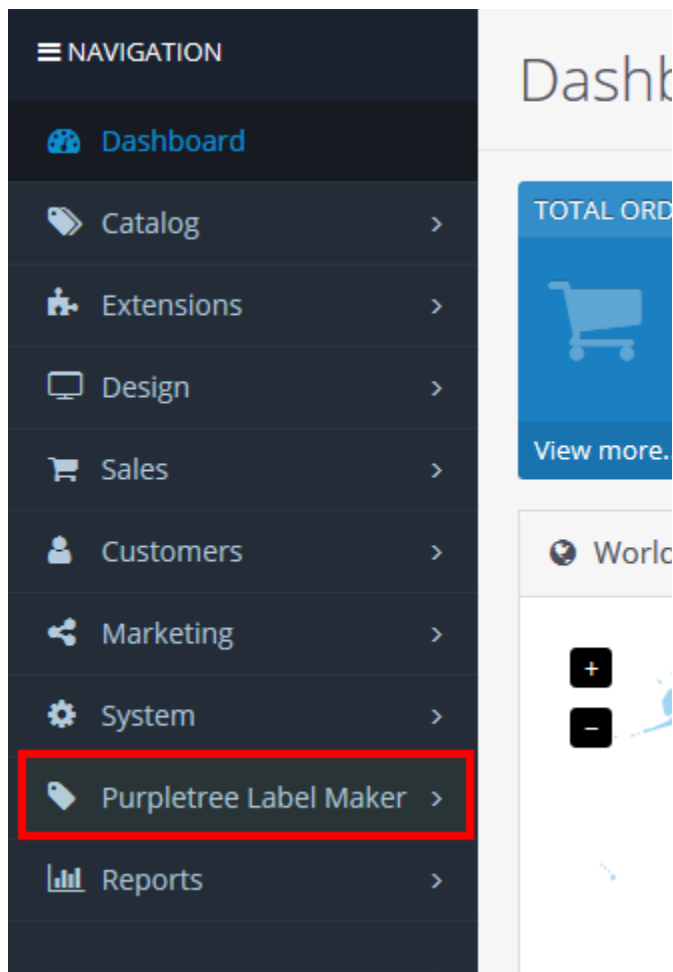 NAVIGATION
Dashboard
Catalog
Extensions
Design
Sales
Customers
Marketing
System
Purpletree Label Maker
Reports
Dashb
TOTAL ORD
View more.
Worl
+
−